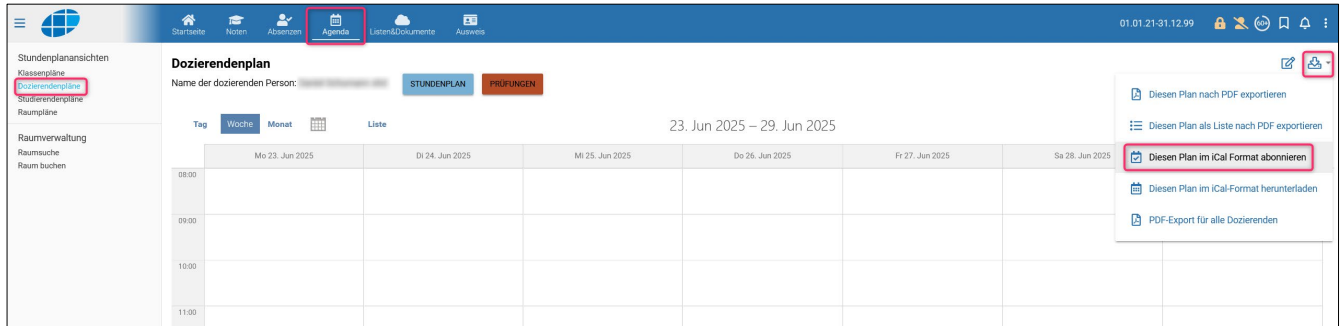 Startseite Noten Absenzen Agenda Listen&Dokumente Ausweis 01.01.21-31.12.99 60+
Stundenplanansichten
Klassenpläne
Dozierendenpläne
Studierendenpläne
Raumpläne
Raumverwaltung
Raumsuche
Raum buchen
Dozierendenplan
Name der dozierenden Person: STUNDENPLAN PRÜFUNGEN
Tag Woche Monat Liste 23. Jun 2025 – 29. Jun 2025
Mo 23. Jun 2025 Di 24. Jun 2025 Mi 25. Jun 2025 Do 26. Jun 2025 Fr 27. Jun 2025 Sa 28. Jun 2025
08:00
09:00
10:00
11:00
Diesen Plan nach PDF exportieren
Diesen Plan als Liste nach PDF exportieren
Diesen Plan im iCal Format abonnieren
Diesen Plan im iCal-Format herunterladen
PDF-Export für alle Dozierenden